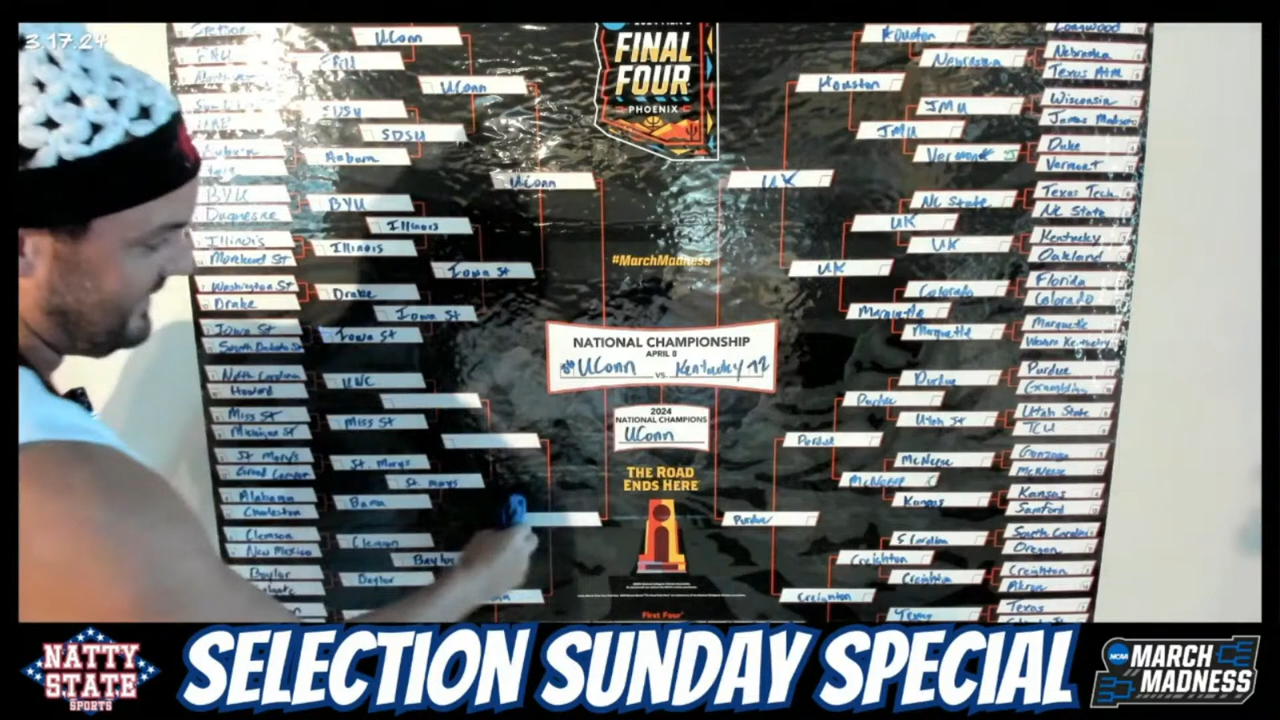 3.17.24
Stetson
FAU
BYU
Duquesne
Illinois
Morehead St
Washington St
Drake
Iowa St
South Dakota St
North Carolina
Howard
Miss St
Michigan St
St Mary's
Grand Canyon
Alabama
Charleston
Clemson
New Mexico
Baylor
SDSU
Auburn
BYU
Illinois
Drake
Iowa St
UNC
Miss St
St. Marys
Bama
Clemson
Baylor
UConn
SDSU
Illinois
Iowa St
St. Marys
Baylor
UConn
Iowa St
UConn
FINAL
FOUR
PHOENIX
#MarchMadness
NATIONAL CHAMPIONSHIP
APRIL 8
UConn vs. Kentucky 72
2024
NATIONAL CHAMPIONS
UConn
THE ROAD
ENDS HERE
First Four
UK
Purdue
Houston
UK
Purdue
Creighton
Houston
JMU
UK
Marquette
Purdue
McNeese
Creighton
Nebraska
JMU
Vermont
NC State
UK
Colorado
Marquette
Purdue
Utah St
McNeese
Kansas
S Carolina
Creighton
Texas
Longwood
Nebraska
Texas A&M
Wisconsin
James Madison
Duke
Vermont
Texas Tech
NC State
Kentucky
Oakland
Florida
Colorado
Marquette
Western Kentucky
Purdue
Grambling
Utah State
TCU
Gonzaga
McNeese
Kansas
Samford
South Carolina
Oregon
Creighton
Akron
Texas
NATTY
STATE
SPORTS
SELECTION SUNDAY SPECIAL
NCAA
MARCH
MADNESS